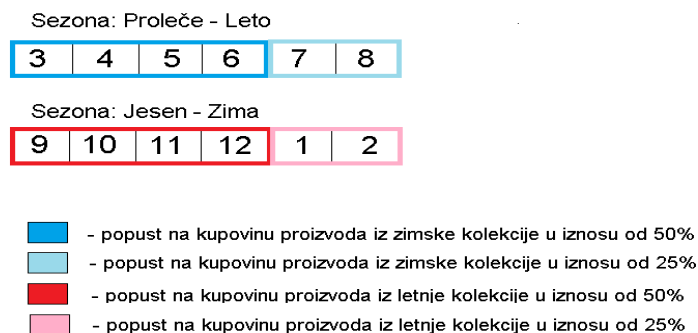 Sezona: Proleče - Leto
3 4 5 6 7 8
Sezona: Jesen - Zima
9 10 11 12 1 2
- popust na kupovinu proizvoda iz zimske kolekcije u iznosu od 50%
- popust na kupovinu proizvoda iz zimske kolekcije u iznosu od 25%
- popust na kupovinu proizvoda iz letnje kolekcije u iznosu od 50%
- popust na kupovinu proizvoda iz letnje kolekcije u iznosu od 25%